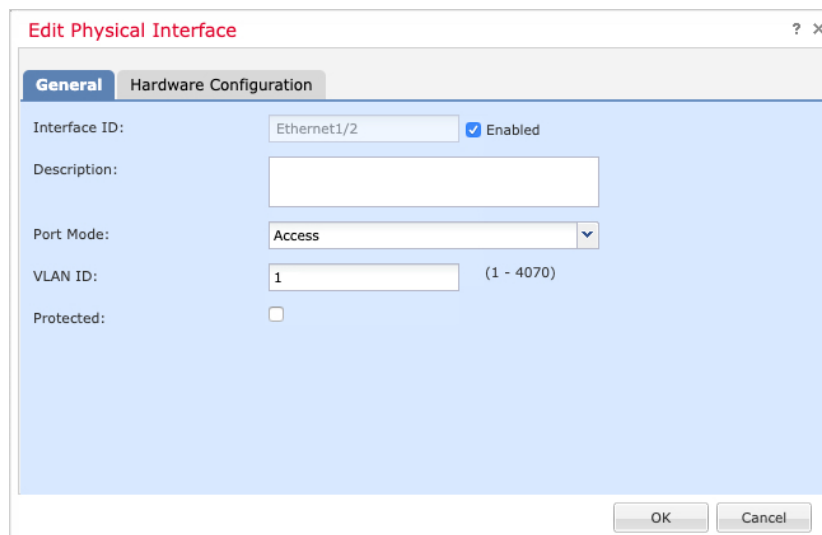 Edit Physical Interface ? ×
General Hardware Configuration
Interface ID: Ethernet1/2 Enabled
Description:
Port Mode: Access
VLAN ID: 1 (1 - 4070)
Protected:
OK Cancel